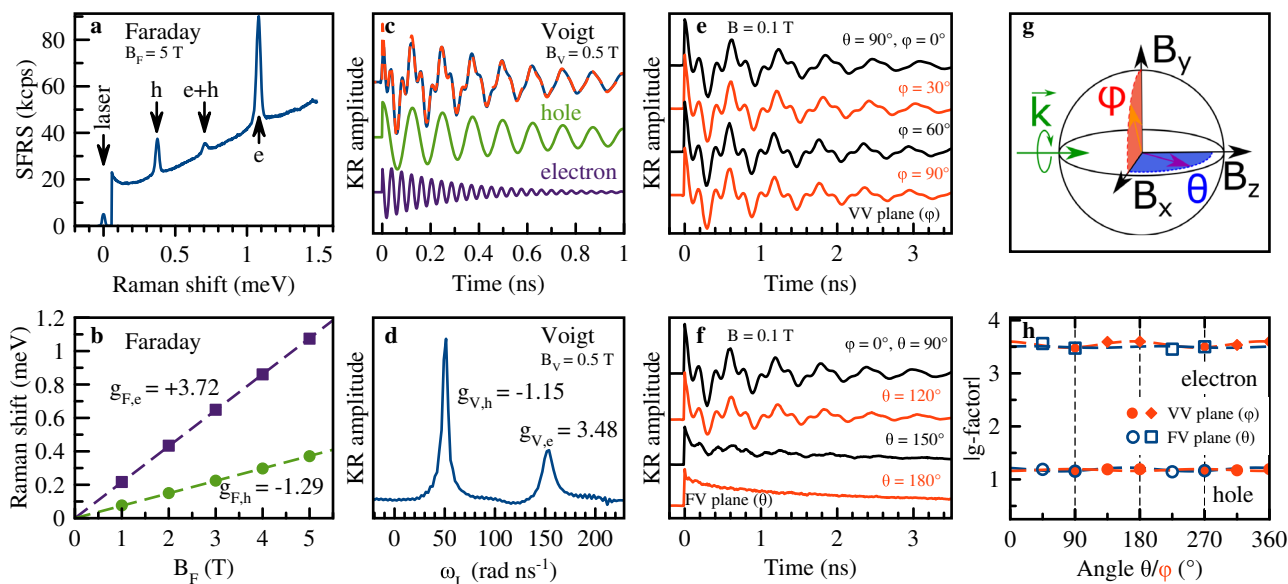 a
Faraday
B_F = 5 T
SFRS (kcps)
80
60
40
20
0
laser
h
e+h
e
0
0.5
1.0
1.5
Raman shift (meV)
c
Voigt
B_V = 0.5 T
KR amplitude
hole
electron
0
0.2
0.4
0.6
0.8
1
Time (ns)
e
B = 0.1 T
θ = 90°, φ = 0°
φ = 30°
φ = 60°
φ = 90°
VV plane (φ)
KR amplitude
0
1
2
3
Time (ns)
g
B_y
φ
k
B_x
θ
B_z
b
Faraday
Raman shift (meV)
1.2
1
0.8
0.6
0.4
0.2
0
g_F,e = +3.72
g_F,h = -1.29
0
1
2
3
4
5
B_F (T)
d
Voigt
B_V = 0.5 T
KR amplitude
g_V,h = -1.15
g_V,e = 3.48
0
50
100
150
200
ω_L (rad ns⁻¹)
f
B = 0.1 T
φ = 0°, θ = 90°
θ = 120°
θ = 150°
θ = 180°
FV plane (θ)
KR amplitude
0
1
2
3
Time (ns)
h
|g-factor|
4
3
2
1
electron
VV plane (φ)
FV plane (θ)
hole
0
90
180
270
360
Angle θ/φ (°)